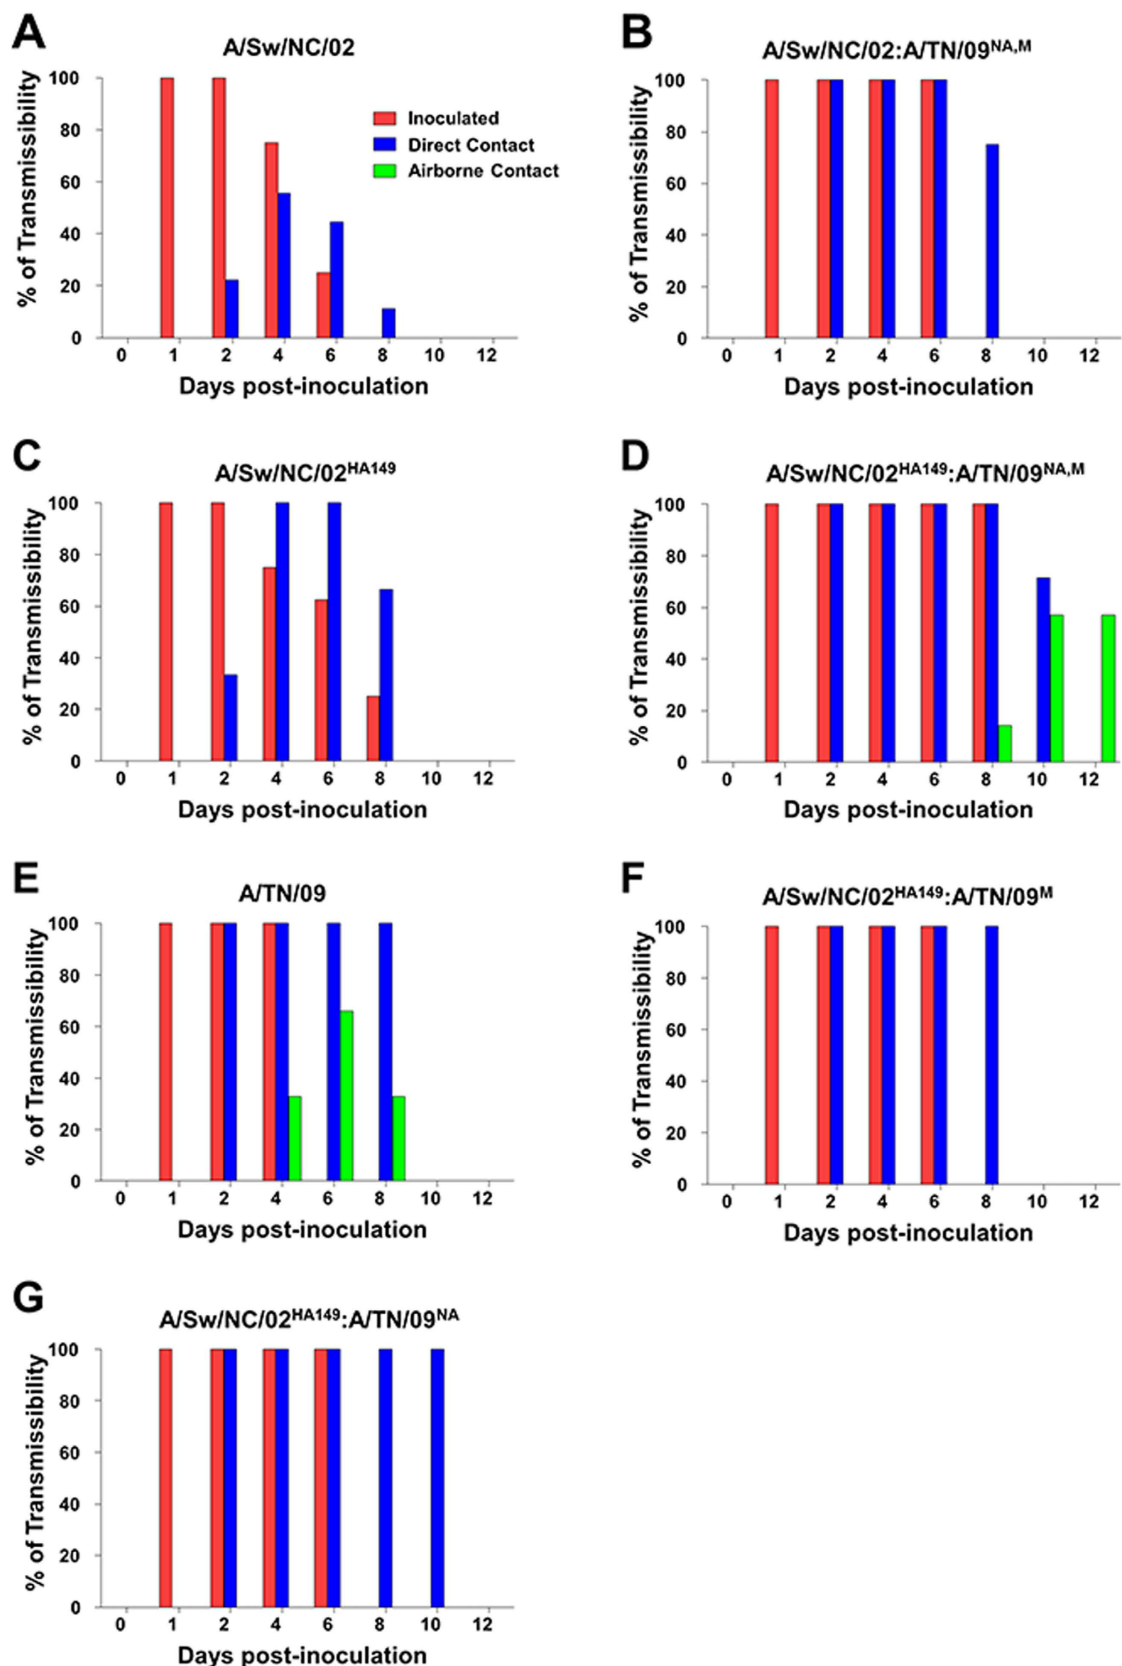 A
A/Sw/NC/02
% of Transmissibility
100
80
60
40
20
0
Inoculated
Direct Contact
Airborne Contact
0 1 2 4 6 8 10 12
Days post-inoculation
B
A/Sw/NC/02:A/TN/09NA,M
% of Transmissibility
100
80
60
40
20
0
0 1 2 4 6 8 10 12
Days post-inoculation
C
A/Sw/NC/02HA149
% of Transmissibility
100
80
60
40
20
0
0 1 2 4 6 8 10 12
Days post-inoculation
D
A/Sw/NC/02HA149:A/TN/09NA,M
% of Transmissibility
100
80
60
40
20
0
0 1 2 4 6 8 10 12
Days post-inoculation
E
A/TN/09
% of Transmissibility
100
80
60
40
20
0
0 1 2 4 6 8 10 12
Days post-inoculation
F
A/Sw/NC/02HA149:A/TN/09M
% of Transmissibility
100
80
60
40
20
0
0 1 2 4 6 8 10 12
Days post-inoculation
G
A/Sw/NC/02HA149:A/TN/09NA
% of Transmissibility
100
80
60
40
20
0
0 1 2 4 6 8 10 12
Days post-inoculation